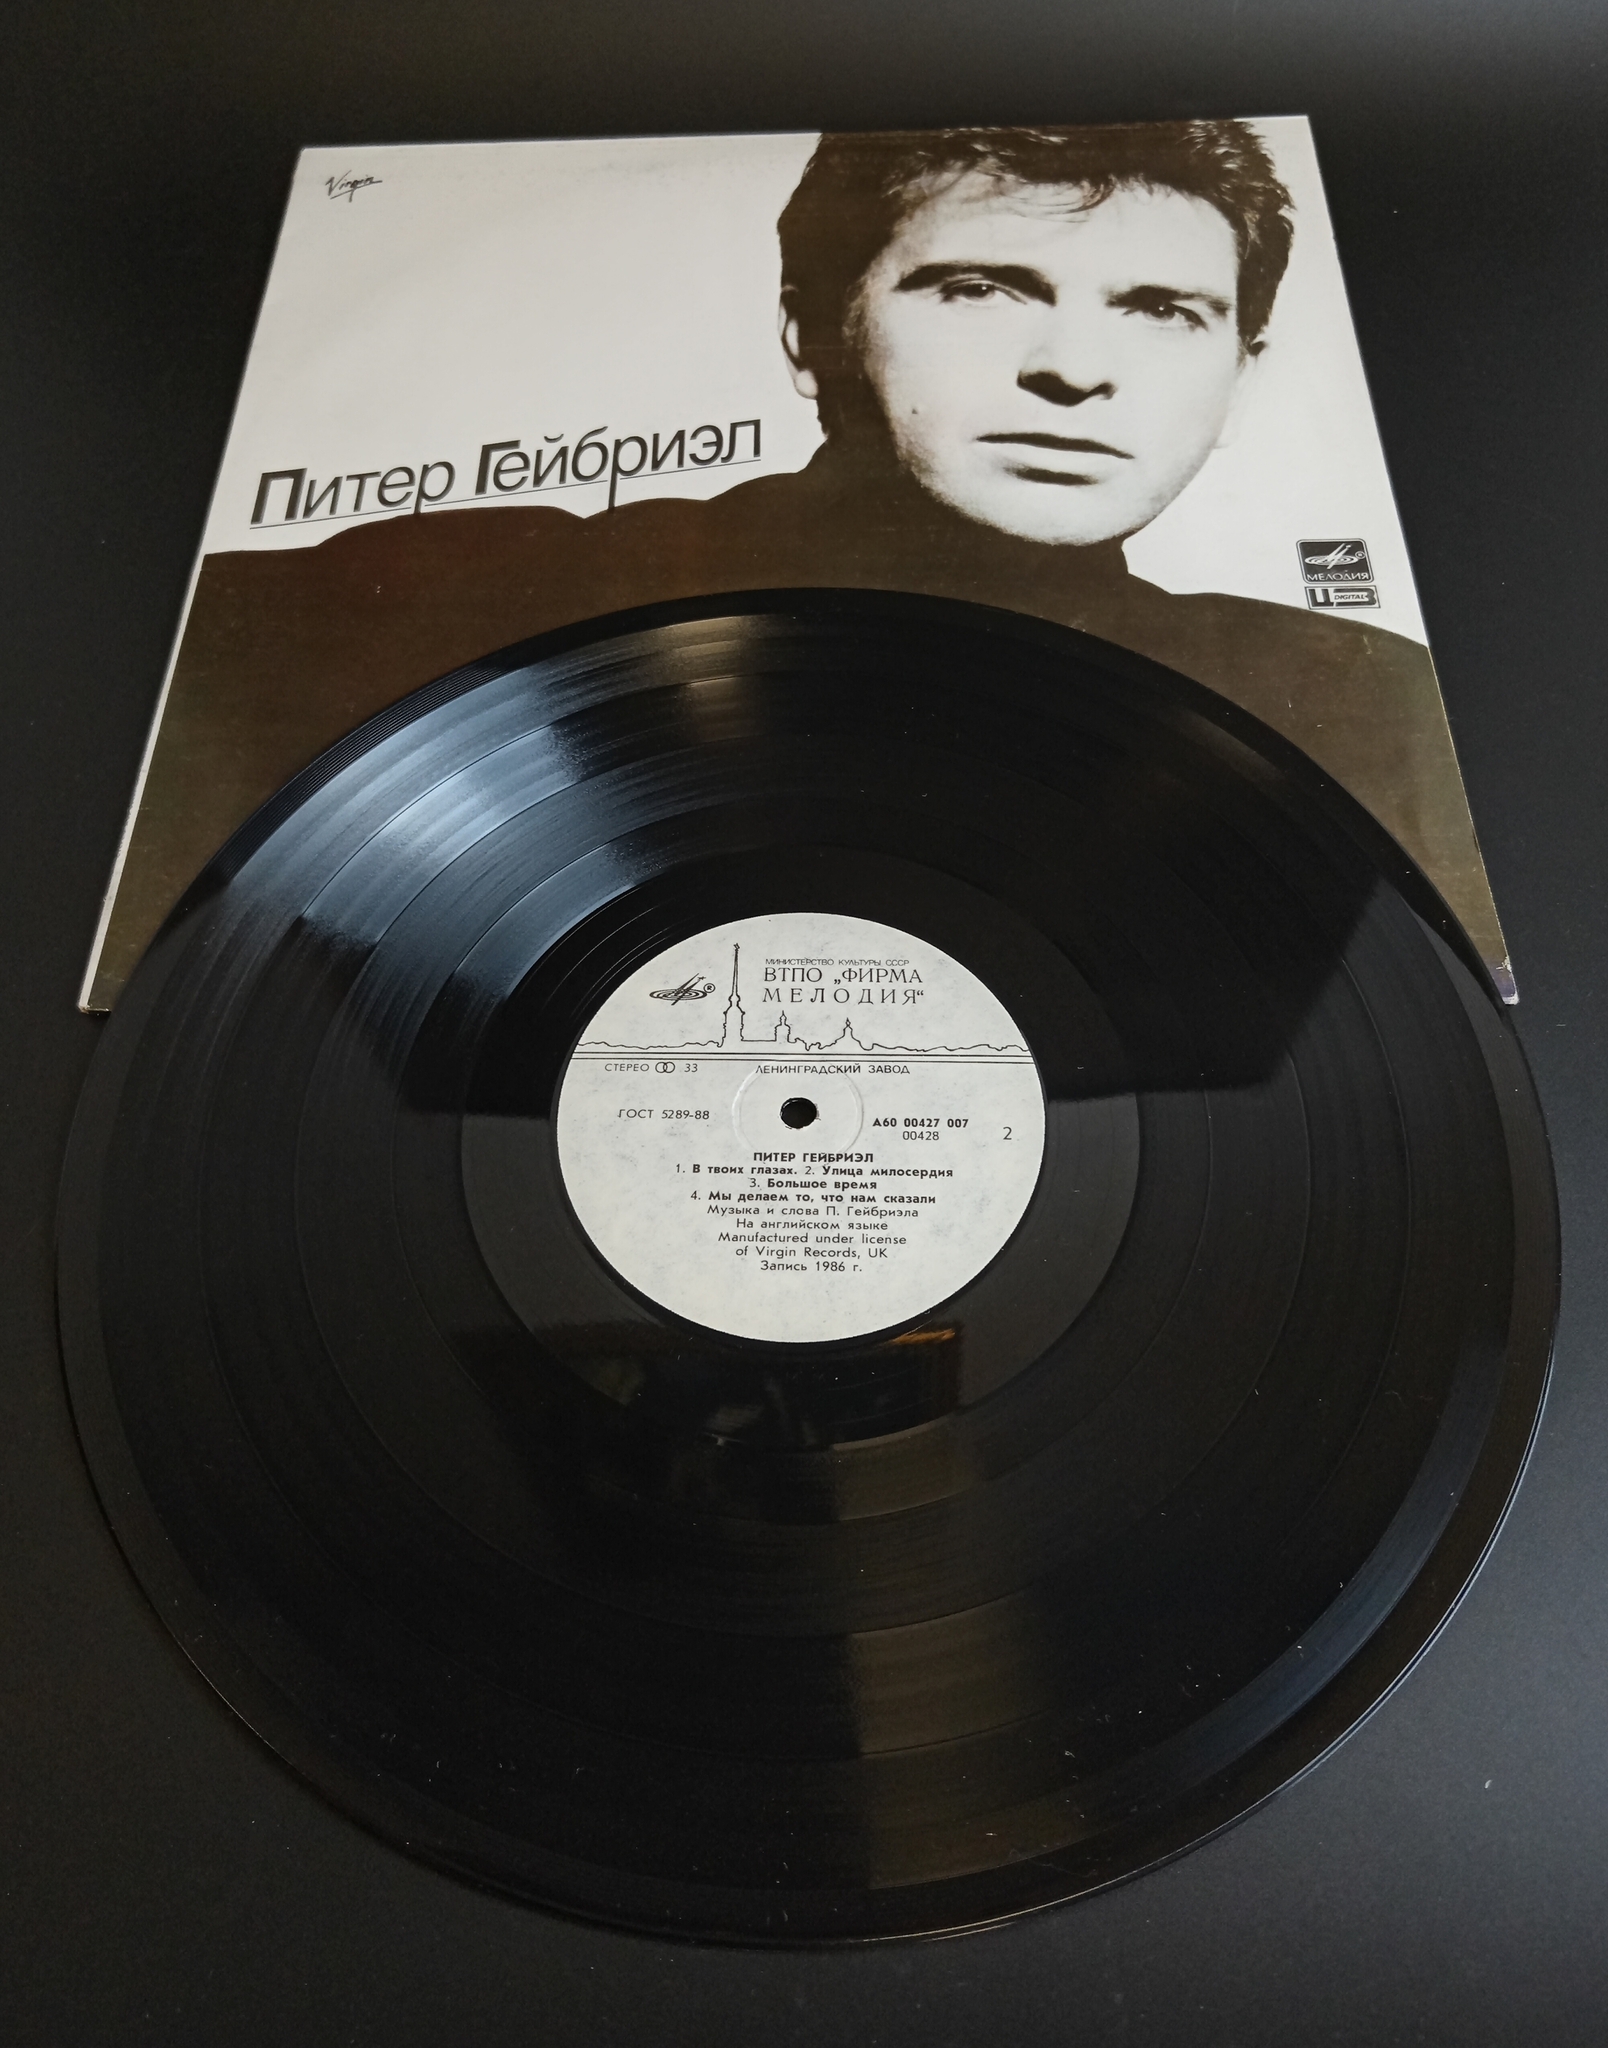 Virgin
Питер Гейбриэл
МЕЛОДИЯ
ЦЗ DIGITAL
МИНИСТЕРСТВО КУЛЬТУРЫ СССР
ВТПО „ФИРМА
МЕЛОДИЯ“
СТЕРЕО 33
ЛЕНИНГРАДСКИЙ ЗАВОД
ГОСТ 5289-88
А60 00427 007
00428
2
ПИТЕР ГЕЙБРИЭЛ
1. В твоих глазах. 2. Улица милосердия
3. Большое время
4. Мы делаем то, что нам сказали
Музыка и слова П. Гейбриэла
На английском языке
Manufactured under license
of Virgin Records, UK
Запись 1986 г.